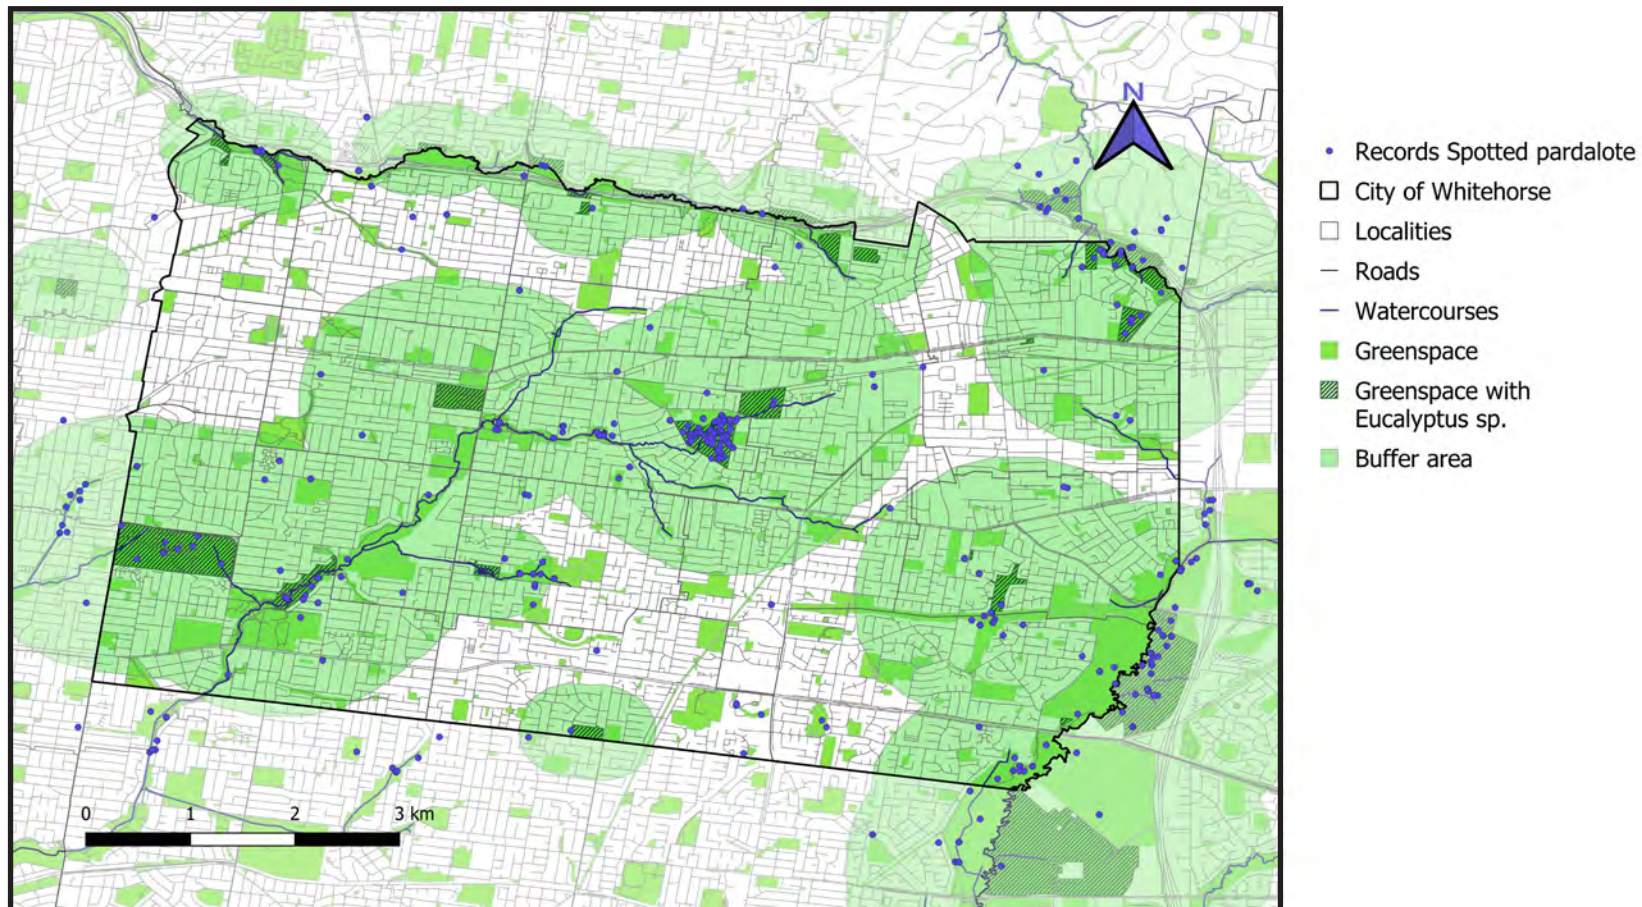 N
Records Spotted pardalote
City of Whitehorse
Localities
Roads
Watercourses
Greenspace
Greenspace with
Eucalyptus sp.
Buffer area
0 1 2 3 km